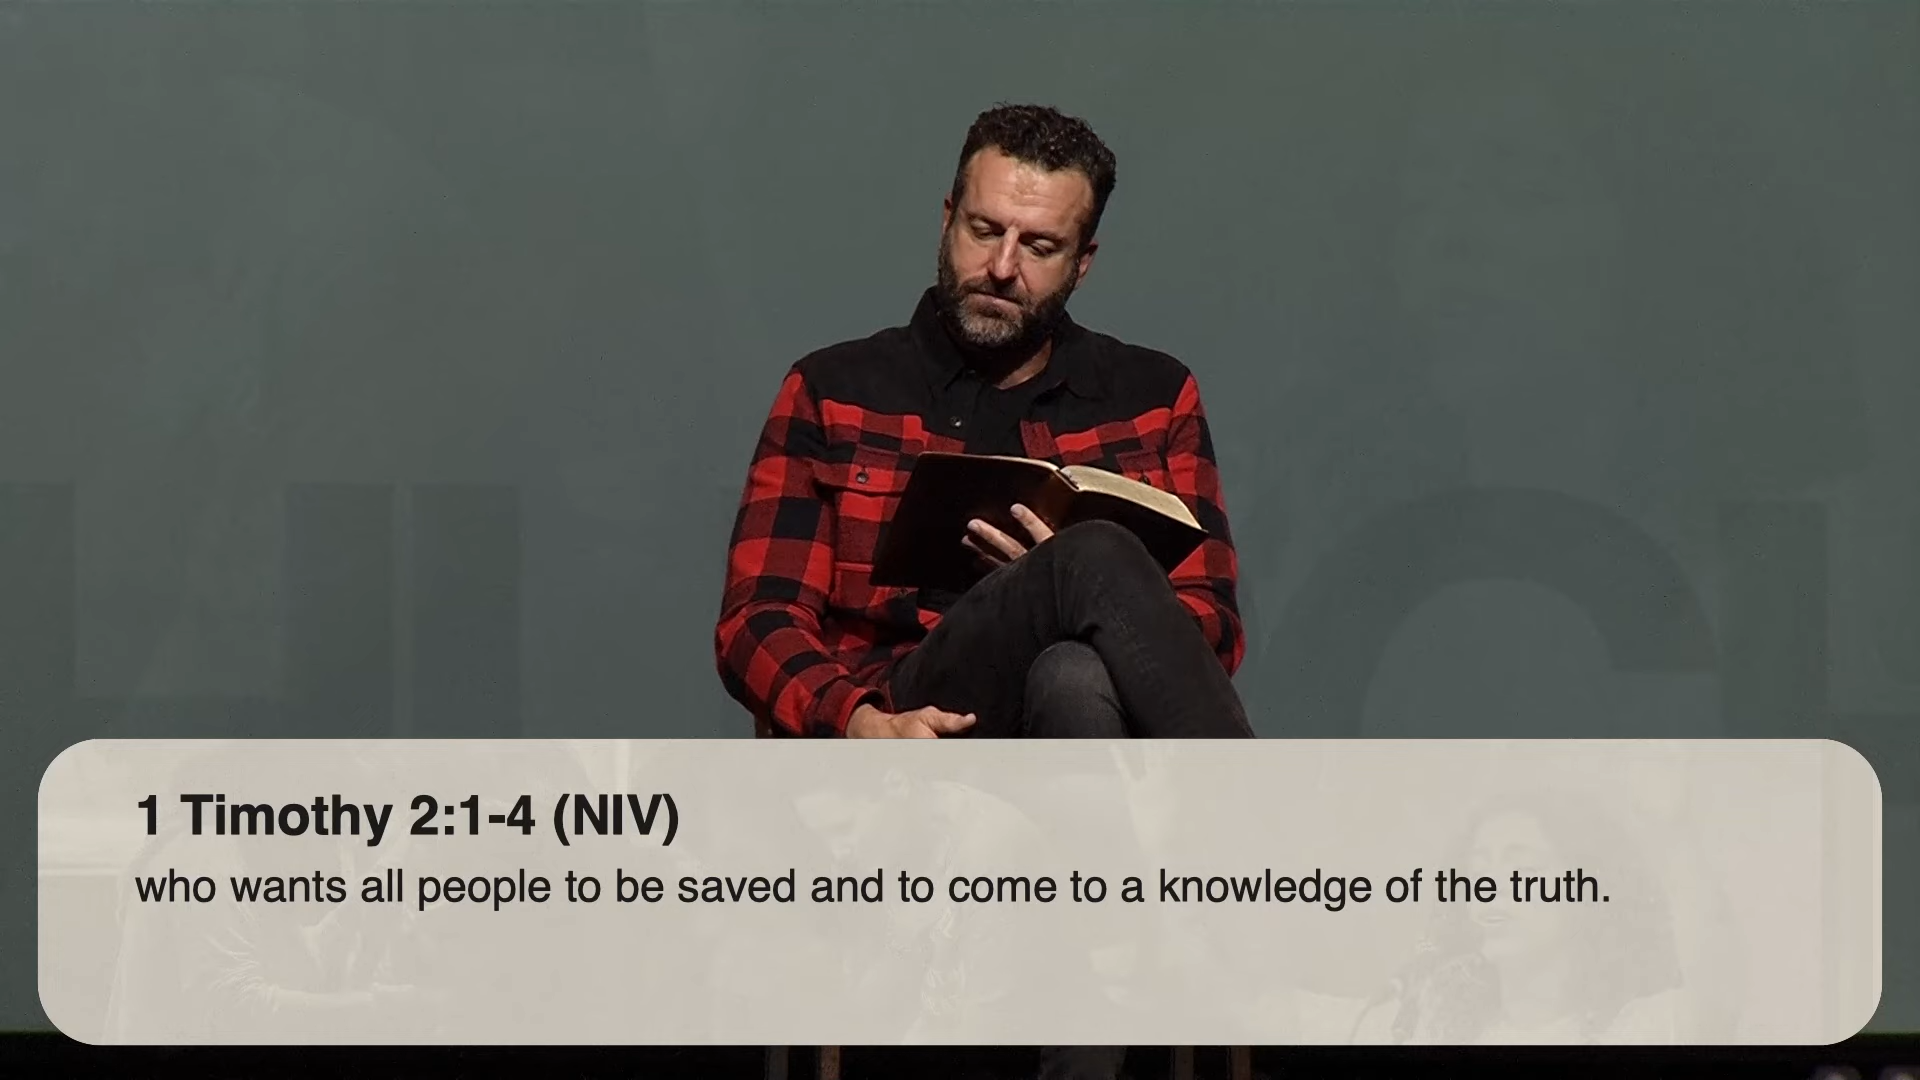 1 Timothy 2:1-4 (NIV)
who wants all people to be saved and to come to a knowledge of the truth.